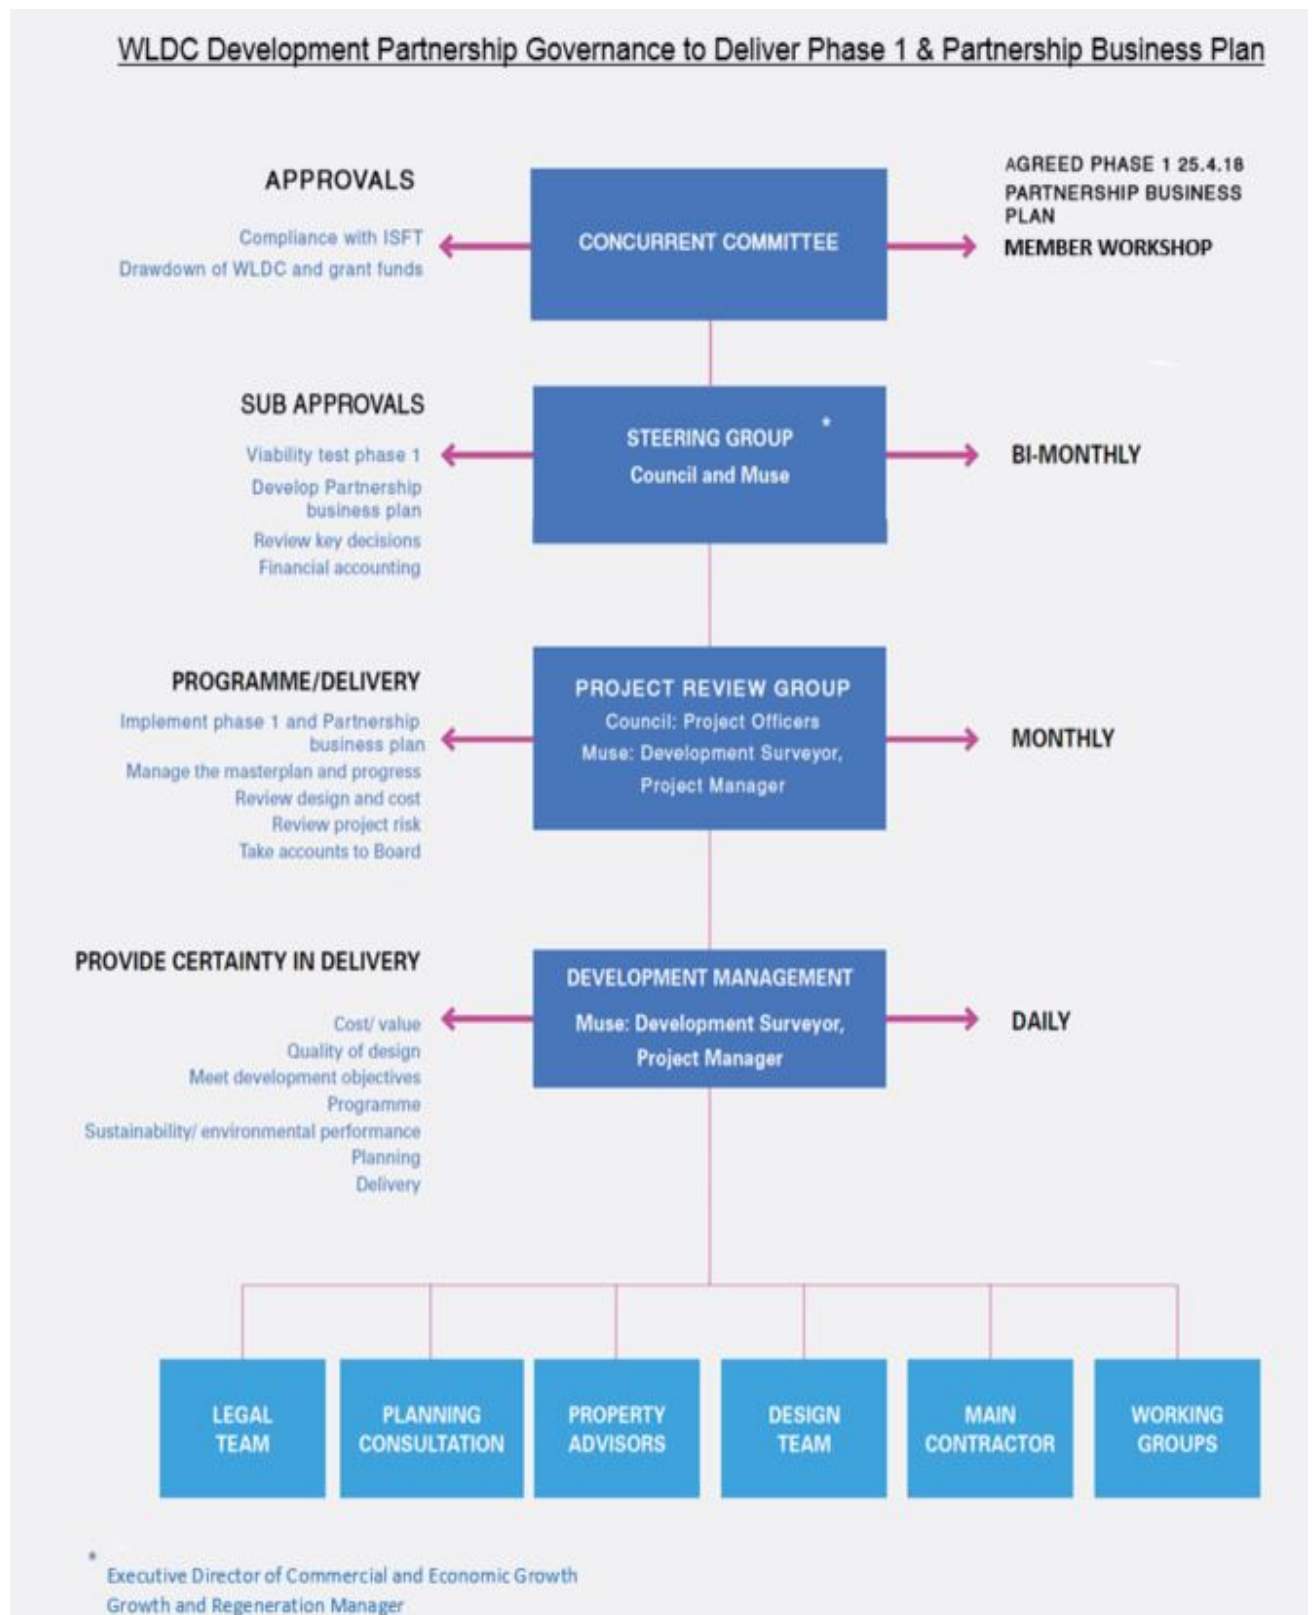 WLDC Development Partnership Governance to Deliver Phase 1 & Partnership Business Plan
APPROVALS
Compliance with ISFT
Drawdown of WLDC and grant funds
CONCURRENT COMMITTEE
AGREED PHASE 1 25.4.18
PARTNERSHIP BUSINESS
PLAN
MEMBER WORKSHOP
SUB APPROVALS
Viability test phase 1
Develop Partnership
business plan
Review key decisions
Financial accounting
STEERING GROUP *
Council and Muse
BI-MONTHLY
PROGRAMME/DELIVERY
Implement phase 1 and Partnership
business plan
Manage the masterplan and progress
Review design and cost
Review project risk
Take accounts to Board
PROJECT REVIEW GROUP
Council: Project Officers
Muse: Development Surveyor,
Project Manager
MONTHLY
PROVIDE CERTAINTY IN DELIVERY
Cost/ value
Quality of design
Meet development objectives
Programme
Sustainability/ environmental performance
Planning
Delivery
DEVELOPMENT MANAGEMENT
Muse: Development Surveyor,
Project Manager
DAILY
LEGAL
TEAM
PLANNING
CONSULTATION
PROPERTY
ADVISORS
DESIGN
TEAM
MAIN
CONTRACTOR
WORKING
GROUPS
*
Executive Director of Commercial and Economic Growth
Growth and Regeneration Manager